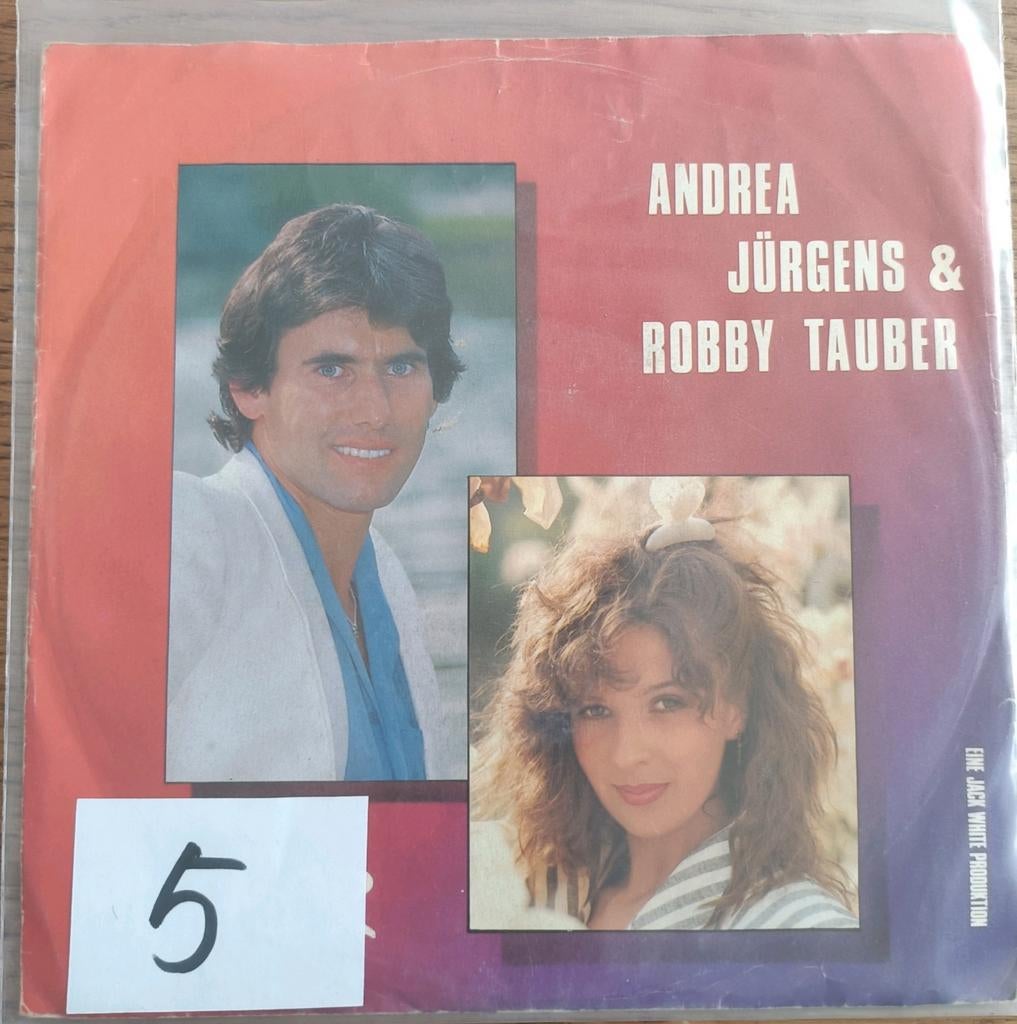 ANDREA
JÜRGENS &
ROBBY TAUBER
EINE JACK WHITE PRODUKTION
5